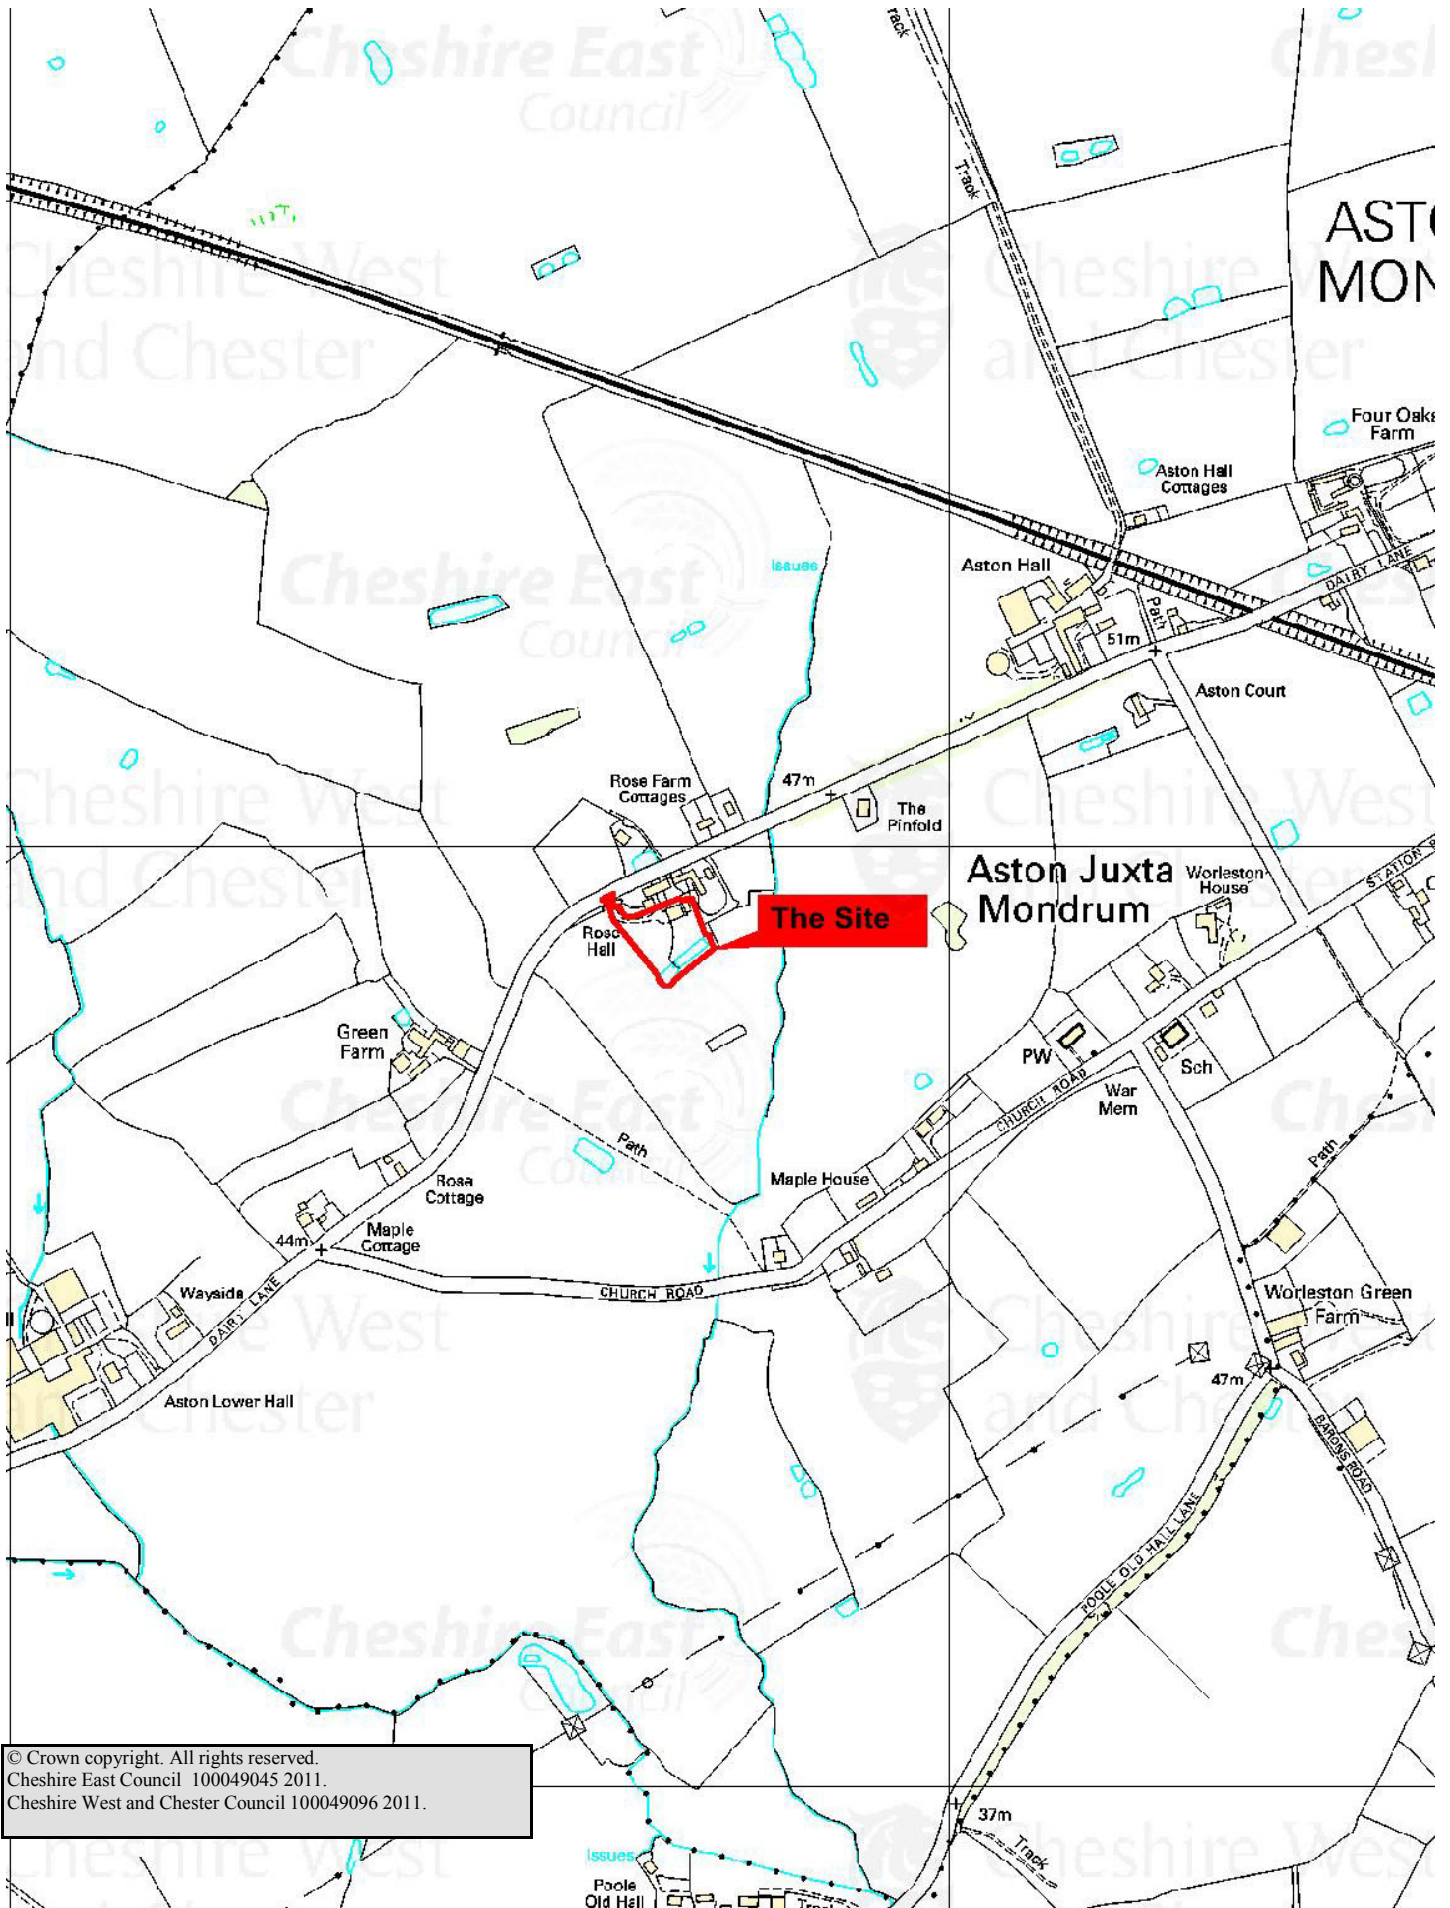 Track
Track
ASTO
MON
Four Oaks
Farm
Aston Hall
Cottages
Aston Hall
Issues
DAIRY LANE
Path
51m
Aston Court
Rose Farm
Cottages
47m
The
Pinfold
Aston Juxta
Mondrum
Worleston
House
STATION R
The Site
Rose
Hall
Green
Farm
PW
Sch
War
Mem
CHURCH ROAD
Path
Path
Maple House
Rose
Cottage
Maple
Cottage
44m
Wayside
DAIRY LANE
CHURCH ROAD
Worleston Green
Farm
47m
Aston Lower Hall
BARONS ROAD
POOLE OLD HALL LANE
© Crown copyright. All rights reserved.
Cheshire East Council 100049045 2011.
Cheshire West and Chester Council 100049096 2011.
37m
Track
Issues
Poole
Old Hall
Cheshire East
Council
Cheshire West
and Chester